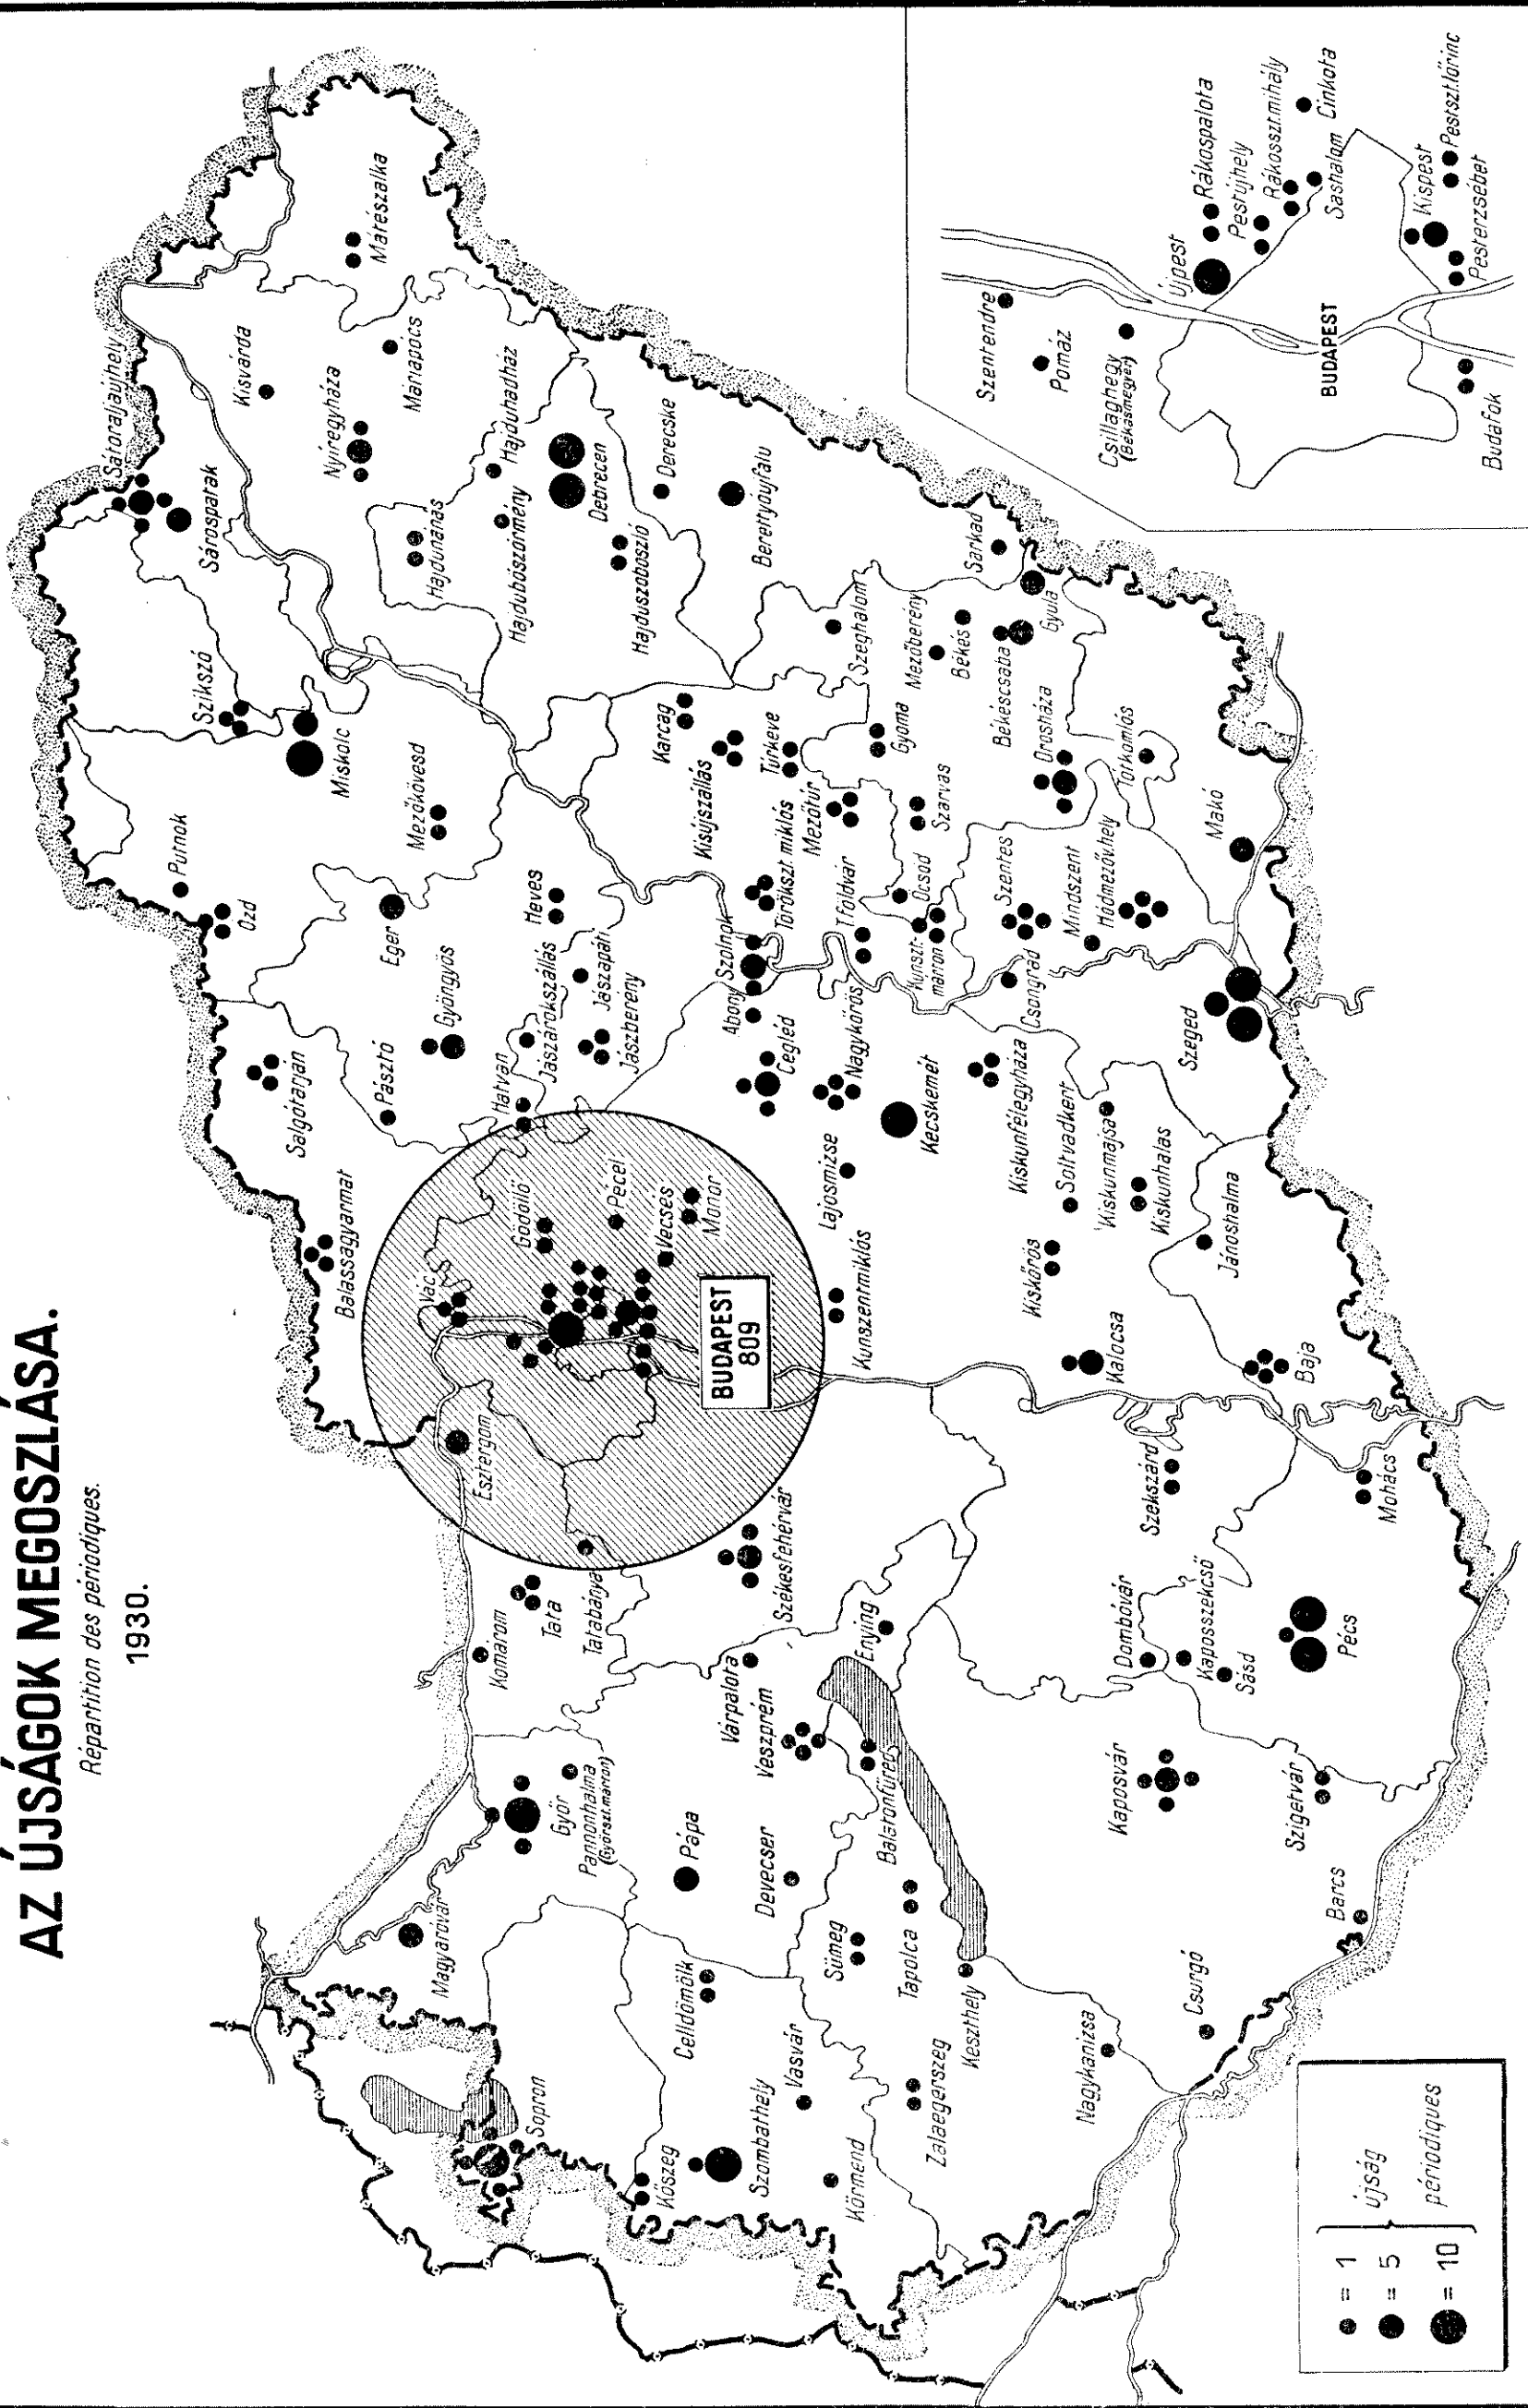 AZ ÚJSÁGOK MEGOSZLÁSA.
Répartition des périodiques.
1930.
Sátoraljaújhely
Sárospatak
Kisvárda
Nyíregyháza
Mátészalka
Máriapócs
Szikszó
Miskolc
Hajdunánás
Hajduhadház
Hajduböszörmény
Debrecen
Derecske
Hajduszoboszló
Berettyóujfalu
Putnok
Ózd
Mezőkövesd
Eger
Heves
Salgótarján
Pásztó
Gyöngyös
Hatvan
Jászárokszállás
Jászapáti
Jászberény
Balassagyarmat
Vác
Gödöllő
Pécel
Vecsés
Monor
BUDAPEST
809
Esztergom
Tatabánya
Tata
Komárom
Karcag
Kisújszállás
Túrkeve
Törökszt. miklós
Mezőtúr
Szolnok
Abony
Cegléd
Nagykőrös
T. Földvár
Kunszt-
márton
Öcsöd
Szarvas
Gyoma
Szeghalom
Mezőberény
Békés
Sarkad
Gyula
Békéscsaba
Orosháza
Tótkomlós
Makó
Szentes
Mindszent
Hódmezővhely
Csongrád
Szeged
Kecskemét
Lajosmizse
Kiskunfélegyháza
Soltvadkert
Kiskunmajsa
Kiskunhalas
Jánoshalma
Kiskőrös
Kunszentmiklós
Kalocsa
Baja
Székesfehérvár
Szekszárd
Mohács
Enying
Dombóvár
Kaposszekcső
Sásd
Pécs
Várpalota
Veszprém
Balatonfüred
Kaposvár
Szigetvár
Barcs
Győr
Pannonhalma
(Győrszt. márton)
Magyaróvár
Pápa
Devecser
Sümeg
Tapolca
Keszthely
Csurgó
Nagykanizsa
Zalaegerszeg
Celldömölk
Vasvár
Sopron
Kőszeg
Szombathely
Körmend
Szentendre
Pomáz
Csillaghegy
(Békásmegyer)
Újpest
Rákospalota
Pestújhely
Rákosszt. mihály
Sashalom
Cinkota
BUDAPEST
Kispest
Pestszt. lőrinc
Pesterzsébet
Budafok
= 1
= 5
= 10
újság
périodiques